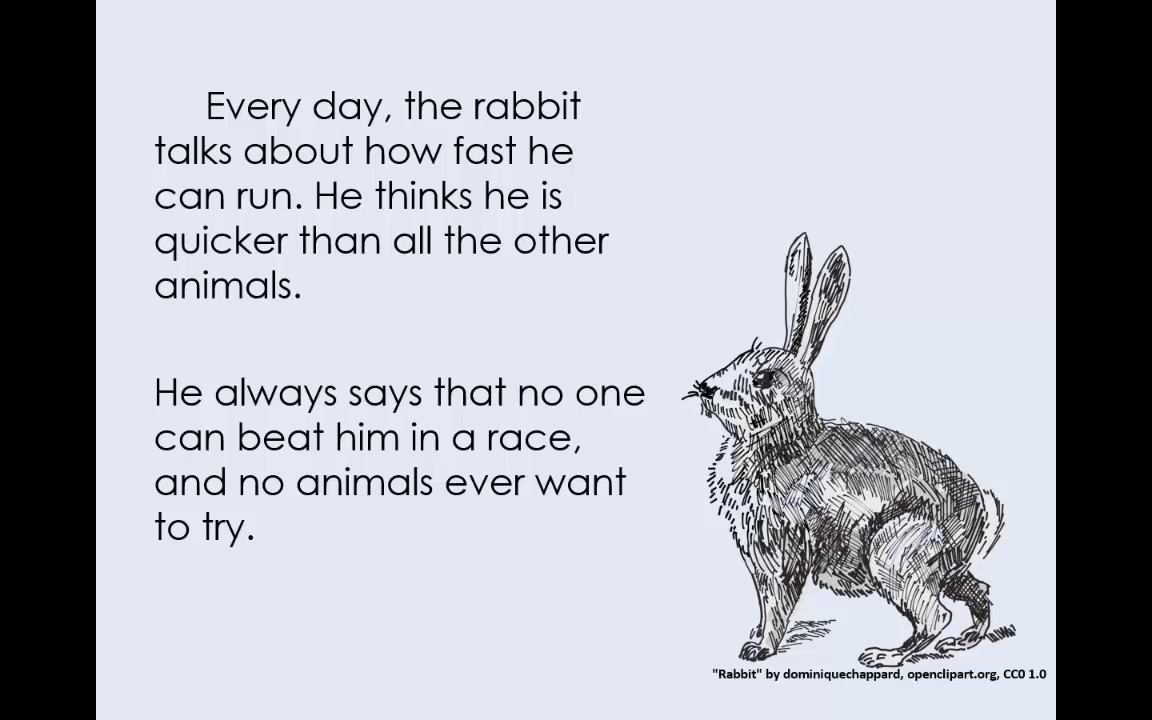 Every day, the rabbit
talks about how fast he
can run. He thinks he is
quicker than all the other
animals.
He always says that no one
can beat him in a race,
and no animals ever want
to try.
"Rabbit" by dominiquechappard, openclipart.org, CC0 1.0